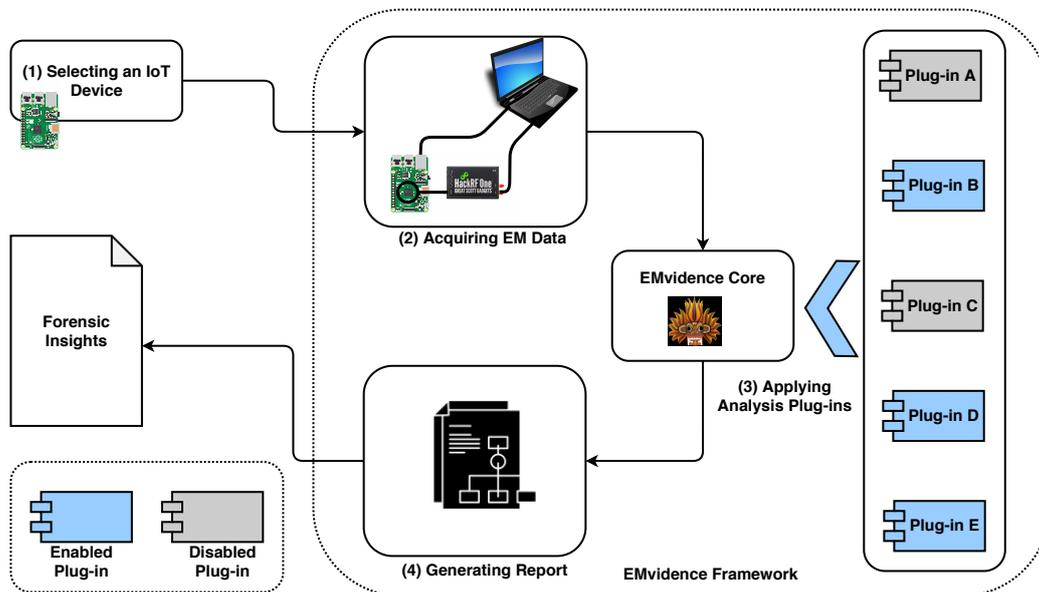 (1) Selecting an IoT
Device
HackRF One
GREAT SCOTT GADGETS
(2) Acquiring EM Data
Plug-in A
Plug-in B
Plug-in C
Plug-in D
Plug-in E
EMvidence Core
(3) Applying
Analysis Plug-ins
Forensic
Insights
(4) Generating Report
EMvidence Framework
Enabled
Plug-in
Disabled
Plug-in